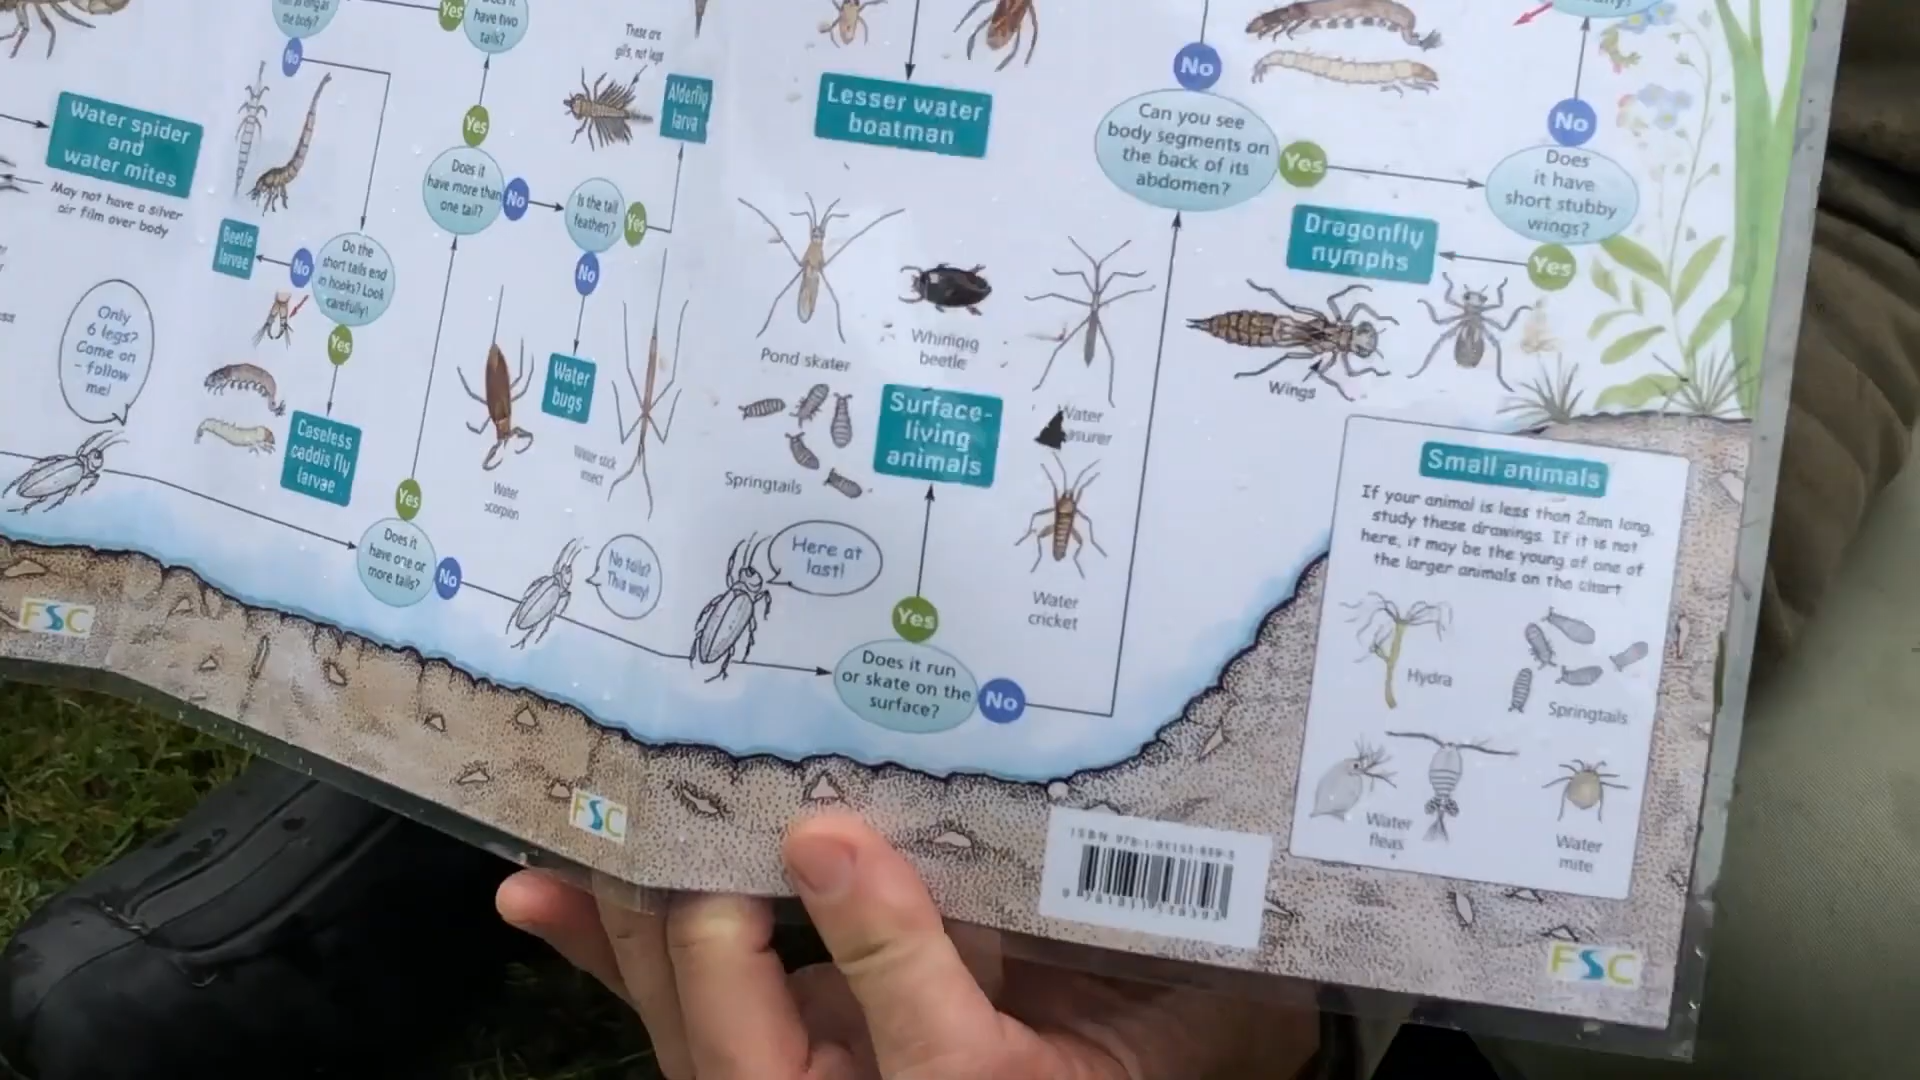 the body?
No
Yes
have two
tails?
These are
gills, not legs
Alderfly
larva
Lesser water
boatman
No
Can you see
body segments on
the back of its
abdomen?
Yes
No
Does
it have
short stubby
wings?
Yes
Dragonfly
nymphs
Wings
Water spider
and
water mites
May not have a silver
air film over body
Yes
Does it
have more than
one tail?
No
Is the tail
feathery?
Yes
No
Water
bugs
Beetle
larvae
No
Do the
short tails end
in hooks? Look
carefully!
Yes
Caseless
caddis fly
larvae
Only
6 legs?
Come on
- follow
me!
Water
scorpion
Water stick
insect
Pond skater
Whirligig
beetle
Water
Springtails
Surface-
living
animals
Water
cricket
Yes
Does it
have one or
more tails?
No
No tails?
This way!
Here at
last!
Yes
Does it run
or skate on the
surface?
No
Small animals
If your animal is less than 2mm long,
study these drawings. If it is not
here, it may be the young of one of
the larger animals on the chart
Hydra
Springtails
Water
fleas
Water
mite
FSC
FSC
ISBN
FSC